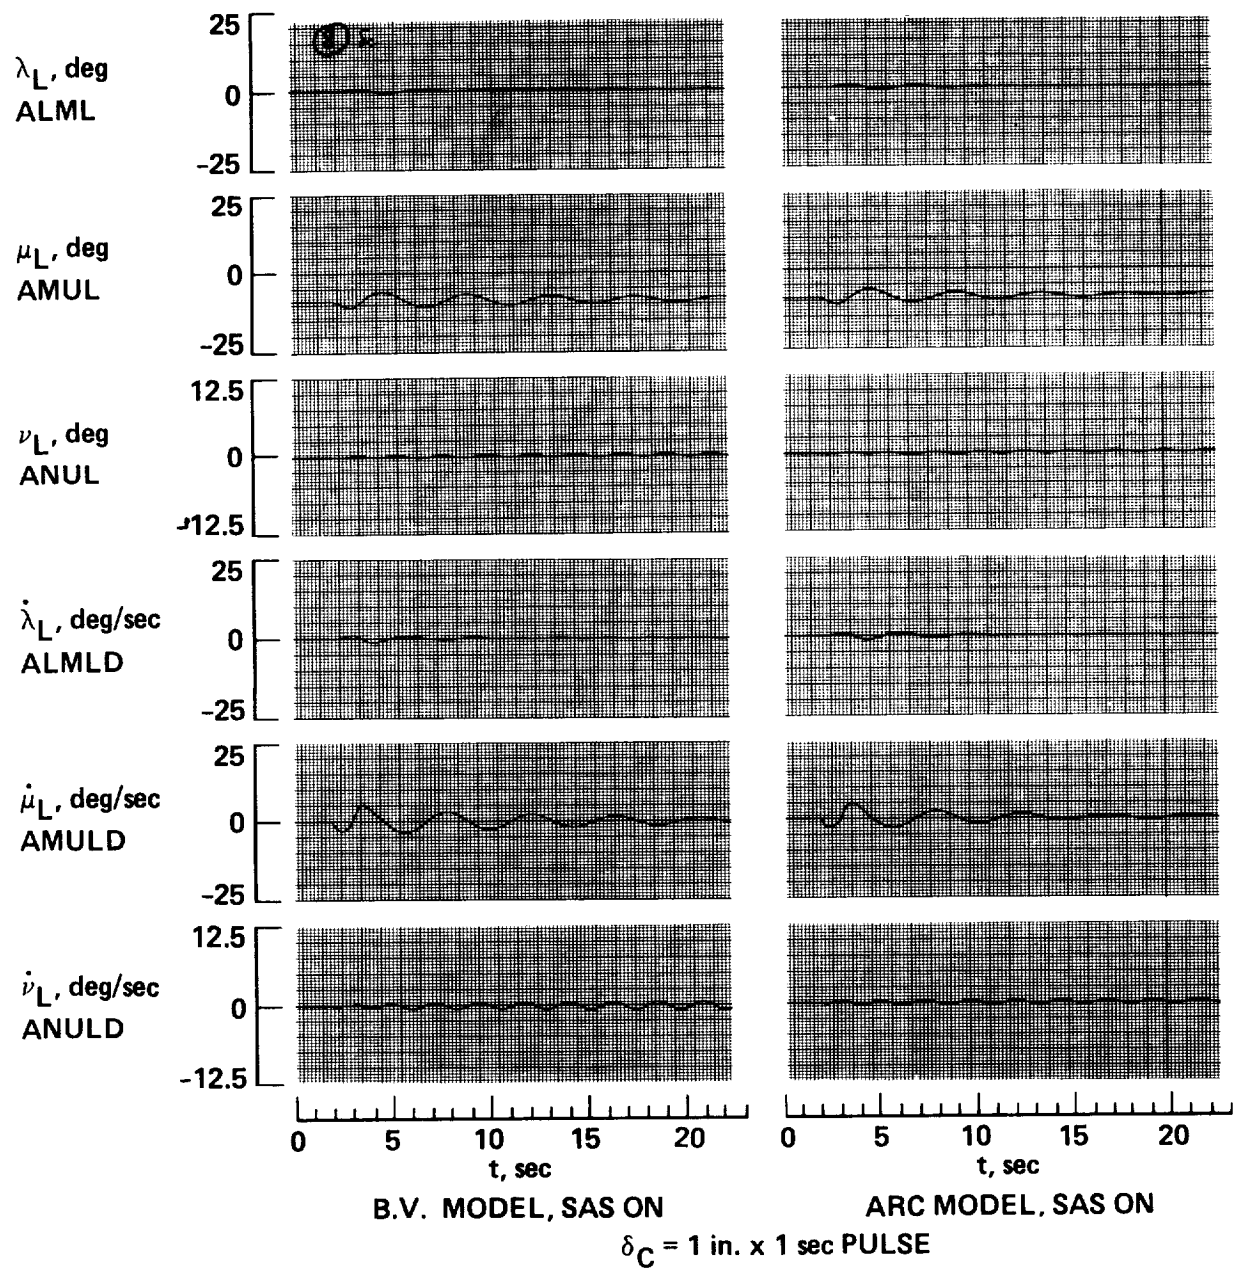 25
λL, deg
ALML
0
-25
25
μL, deg
AMUL
0
-25
12.5
νL, deg
ANUL
0
-12.5
25
λ̇L, deg/sec
ALMLD
0
-25
25
μ̇L, deg/sec
AMULD
0
-25
12.5
ν̇L, deg/sec
ANULD
0
-12.5
0 5 10 15 20
t, sec
B.V. MODEL, SAS ON
0 5 10 15 20
t, sec
ARC MODEL, SAS ON
δC = 1 in. x 1 sec PULSE